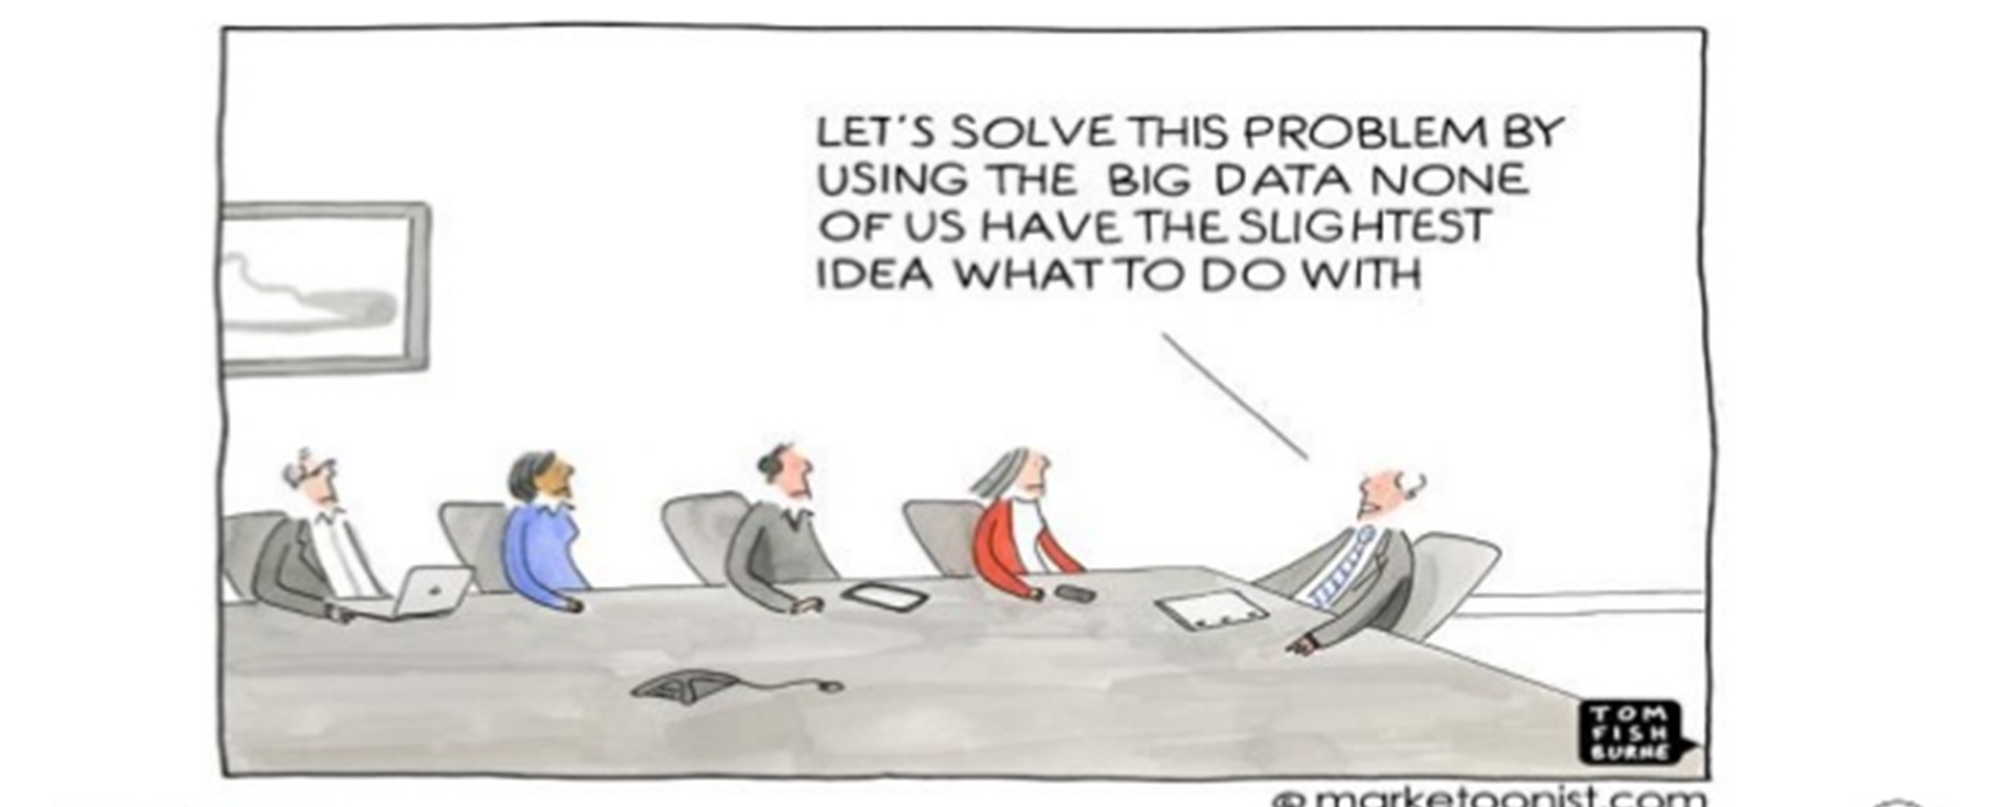 LET'S SOLVE THIS PROBLEM BY
USING THE BIG DATA NONE
OF US HAVE THE SLIGHTEST
IDEA WHAT TO DO WITH
TOM
FISH
BURNE
© marketoonist.com